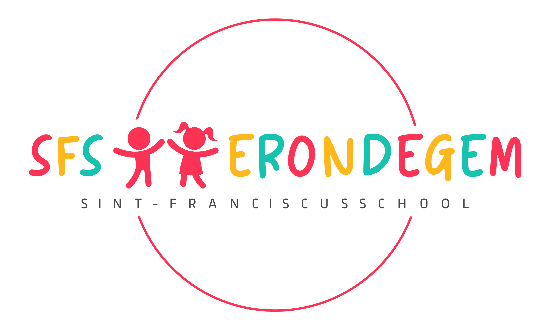 SFS ERONDEGEM
SINT-FRANCISCUSSCHOOL